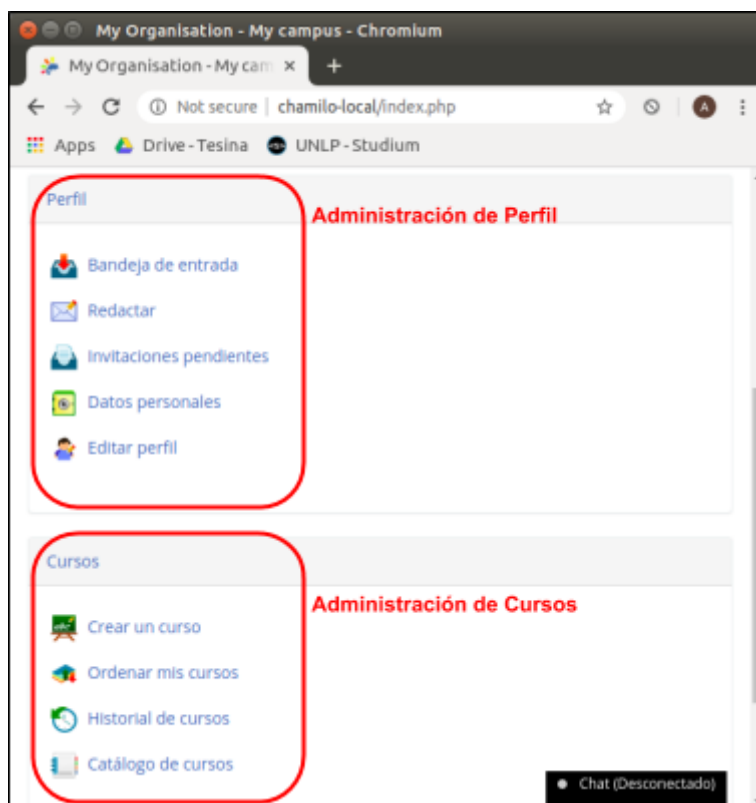 My Organisation - My campus - Chromium
My Organisation - My cam
Not secure | chamilo-local/index.php
A
Apps Drive - Tesina UNLP - Studium
Perfil
Administración de Perfil
Bandeja de entrada
Redactar
Invitaciones pendientes
Datos personales
Editar perfil
Cursos
Administración de Cursos
Crear un curso
Ordenar mis cursos
Historial de cursos
Catálogo de cursos
Chat (Desconectado)